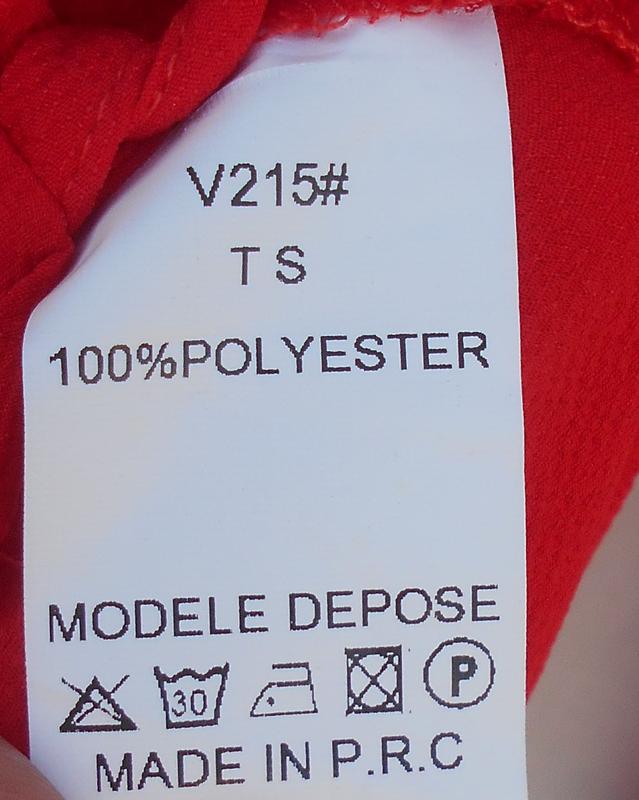 V215#
T S
100%POLYESTER
MODELE DEPOSE
30 P
MADE IN P.R.C